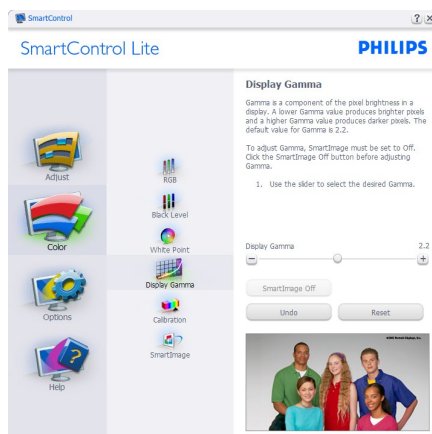 SmartControl
? X
SmartControl Lite
PHILIPS
Adjust
Color
Options
Help
RGB
Black Level
White Point
Display Gamma
Calibration
SmartImage
Display Gamma
Gamma is a component of the pixel brightness in a
display. A lower Gamma value produces brighter pixels
and a higher Gamma value produces darker pixels. The
default value for Gamma is 2.2.
To adjust Gamma, SmartImage must be set to Off.
Click the SmartImage Off button before adjusting
Gamma.
1. Use the slider to select the desired Gamma.
Display Gamma 2.2
− +
SmartImage Off
Undo Reset